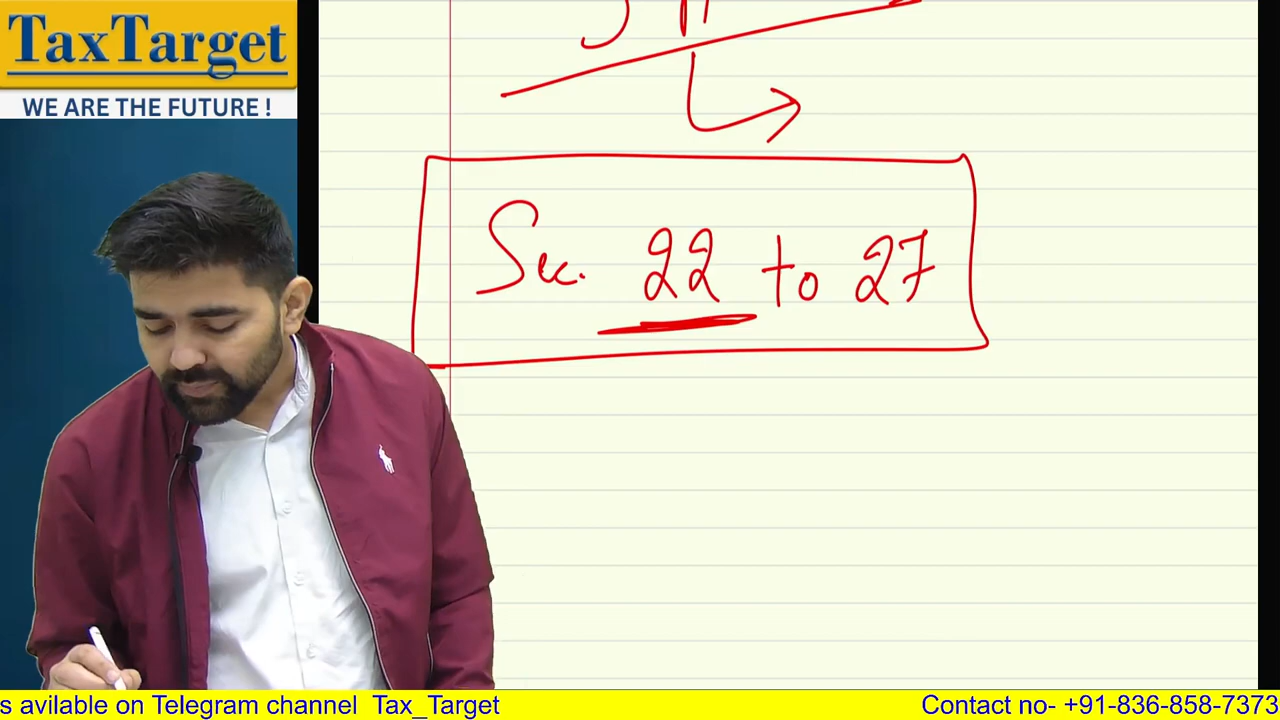 TaxTarget
WE ARE THE FUTURE !
Sec. 22 to 27
s avilable on Telegram channel Tax_Target
Contact no- +91-836-858-7373